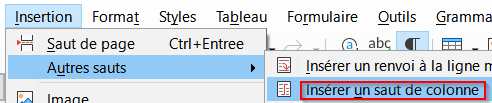 Insertion Format Styles Tableau Formulaire Outils Gramma
Saut de page Ctrl+Entree
abc
Autres sauts
Insérer un renvoi à la ligne m
Insérer un saut de colonne
Image